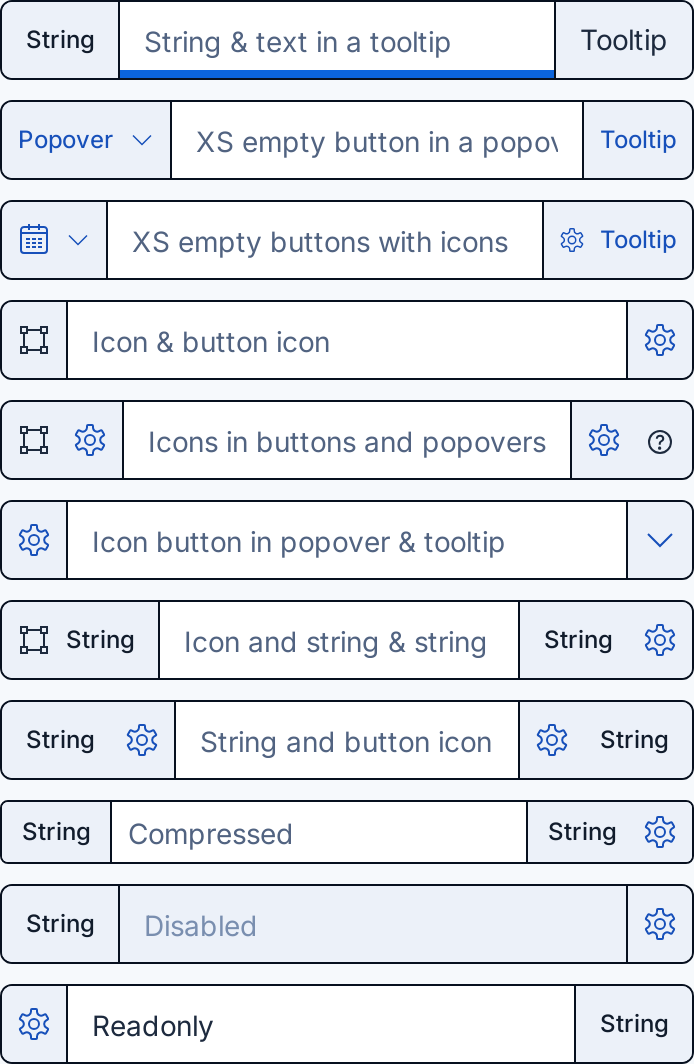 String String & text in a tooltip Tooltip
Popover XS empty button in a popov Tooltip
XS empty buttons with icons Tooltip
Icon & button icon
Icons in buttons and popovers
Icon button in popover & tooltip
String Icon and string & string String
String String and button icon String
String Compressed String
String Disabled
Readonly String